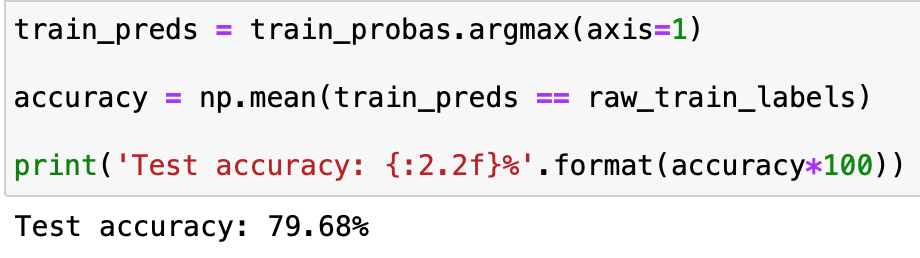 train_preds = train_probas.argmax(axis=1)
accuracy = np.mean(train_preds == raw_train_labels)
print('Test accuracy: {:2.2f}%'.format(accuracy*100))
Test accuracy: 79.68%